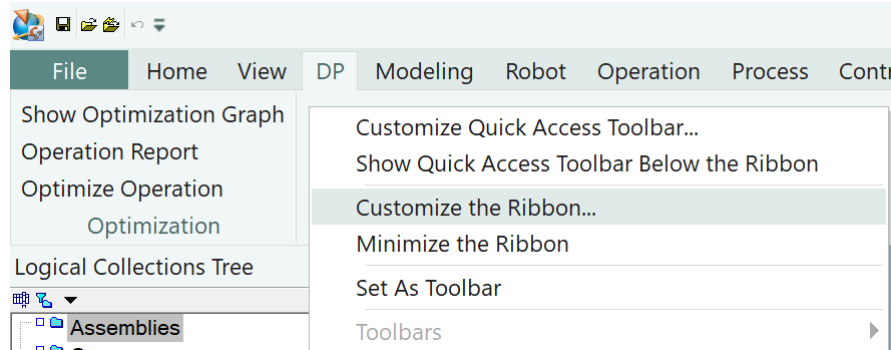 File Home View DP Modeling Robot Operation Process Contr
Show Optimization Graph
Operation Report
Optimize Operation
Optimization
Customize Quick Access Toolbar...
Show Quick Access Toolbar Below the Ribbon
Customize the Ribbon...
Minimize the Ribbon
Set As Toolbar
Toolbars
Logical Collections Tree
Assemblies